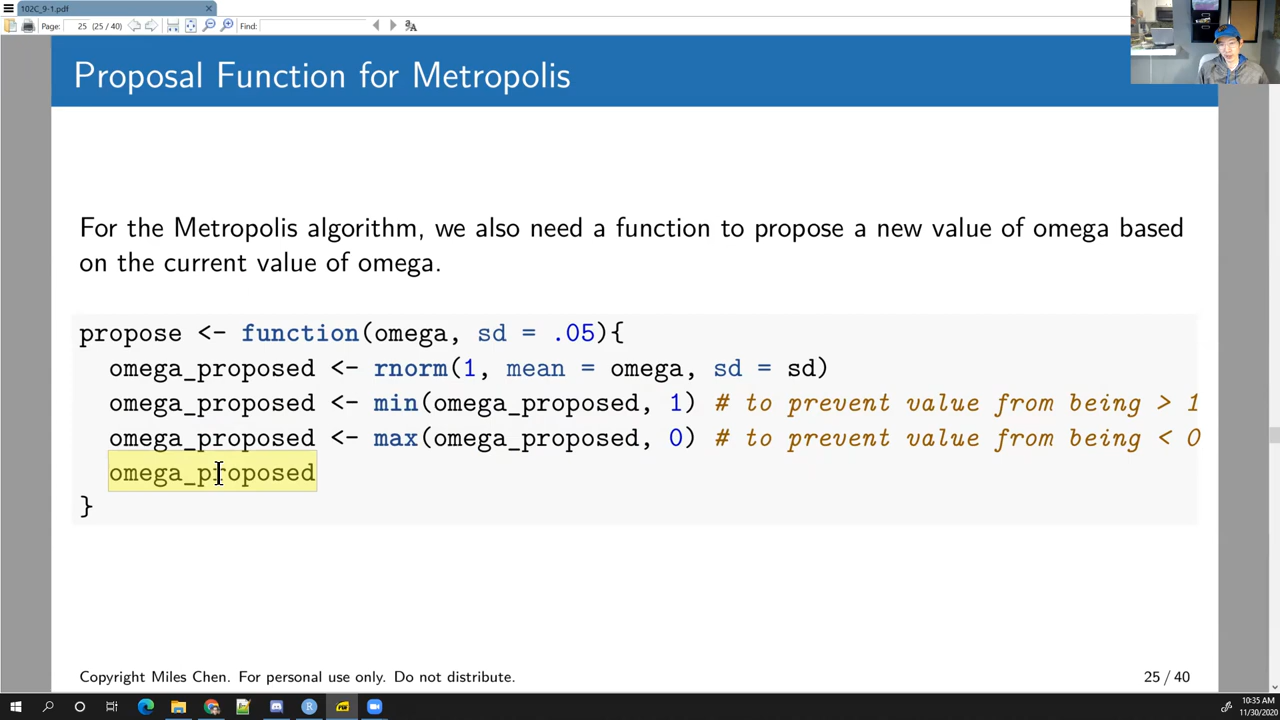 102C_9-1.pdf
Page: 25 (25 / 40) Find:
Proposal Function for Metropolis
For the Metropolis algorithm, we also need a function to propose a new value of omega based
on the current value of omega.
propose <- function(omega, sd = .05){
omega_proposed <- rnorm(1, mean = omega, sd = sd)
omega_proposed <- min(omega_proposed, 1) # to prevent value from being > 1
omega_proposed <- max(omega_proposed, 0) # to prevent value from being < 0
omega_proposed
}
Copyright Miles Chen. For personal use only. Do not distribute.
25 / 40
10:35 AM
11/30/2020